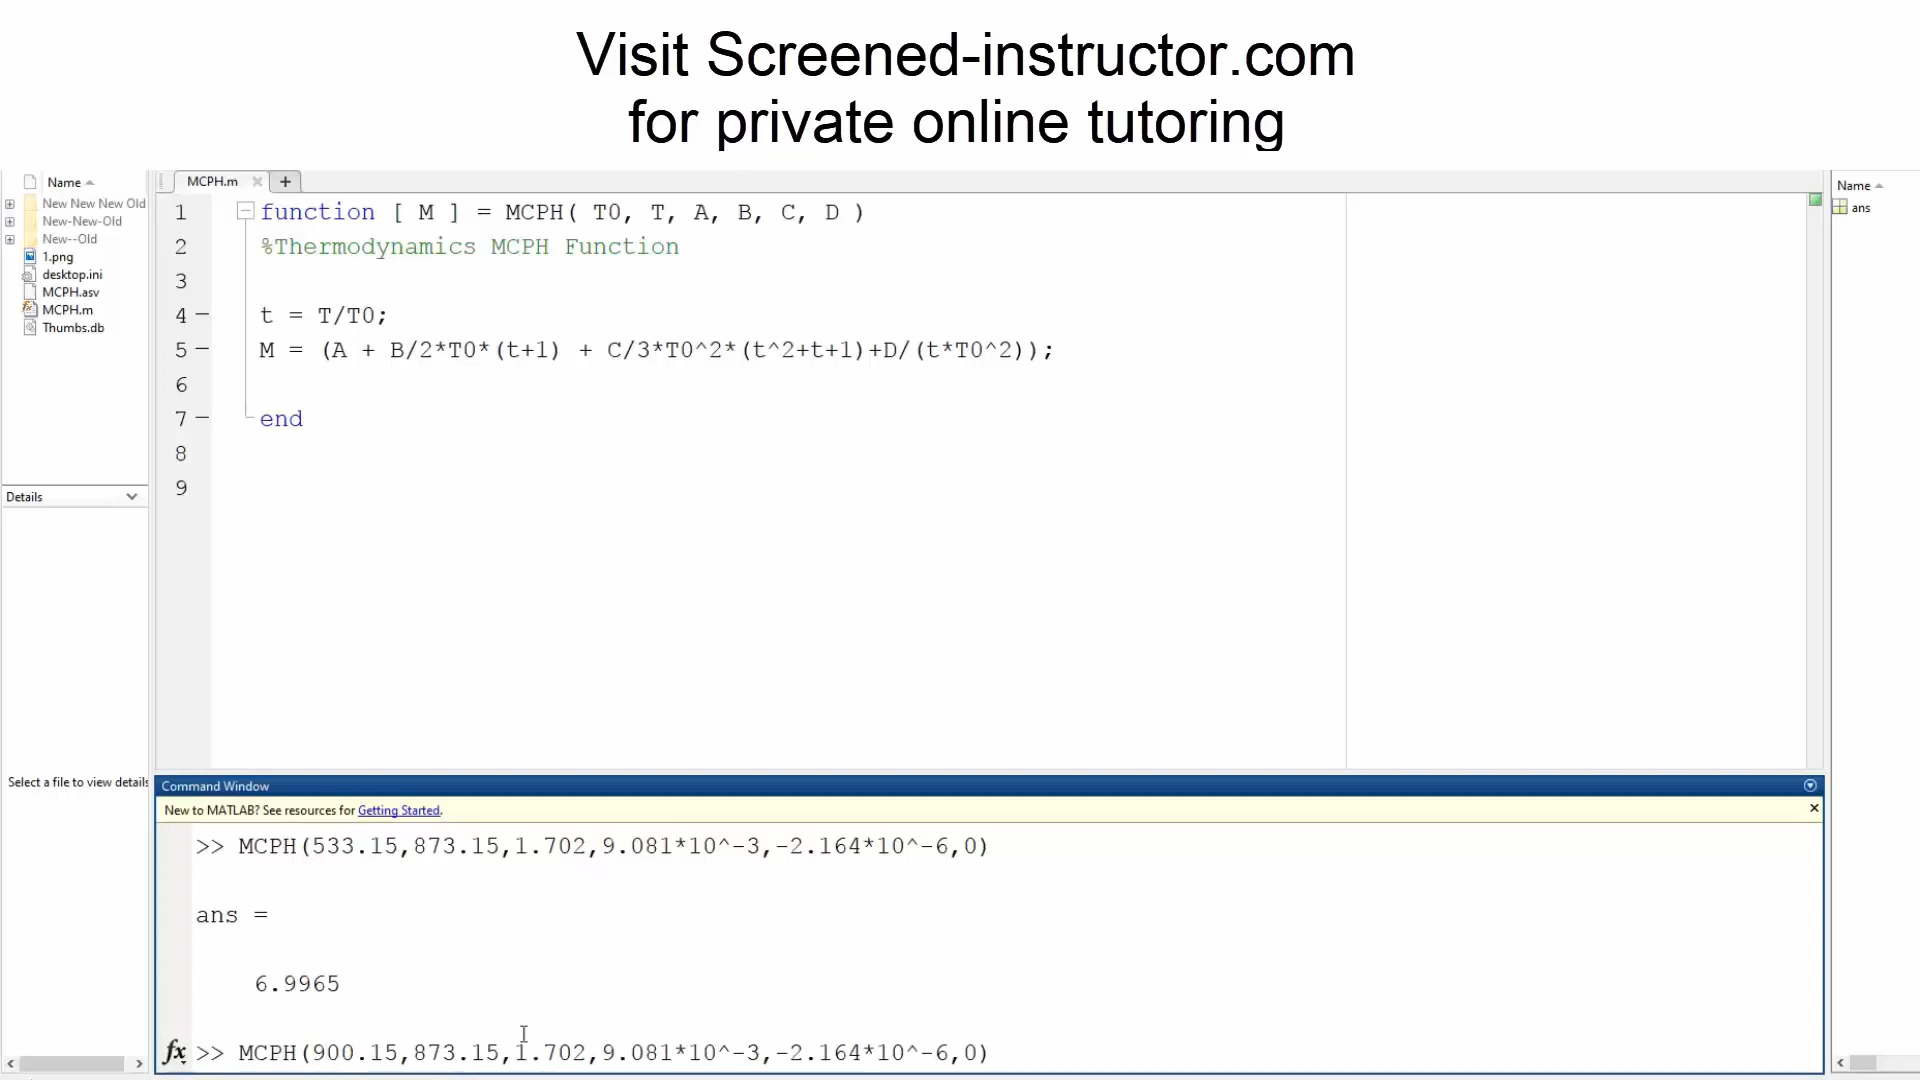 Visit Screened-instructor.com
for private online tutoring
Name
New New New Old
New-New-Old
New--Old
1.png
desktop.ini
MCPH.asv
MCPH.m
Thumbs.db
Details
Select a file to view details
MCPH.m
+
1 function [ M ] = MCPH( T0, T, A, B, C, D )
2 %Thermodynamics MCPH Function
3
4 t = T/T0;
5 M = (A + B/2*T0*(t+1) + C/3*T0^2*(t^2+t+1)+D/(t*T0^2));
6
7 end
8
9
Command Window
New to MATLAB? See resources for Getting Started.
>> MCPH(533.15,873.15,1.702,9.081*10^-3,-2.164*10^-6,0)
ans =
6.9965
fx >> MCPH(900.15,873.15,1.702,9.081*10^-3,-2.164*10^-6,0)
Name
ans